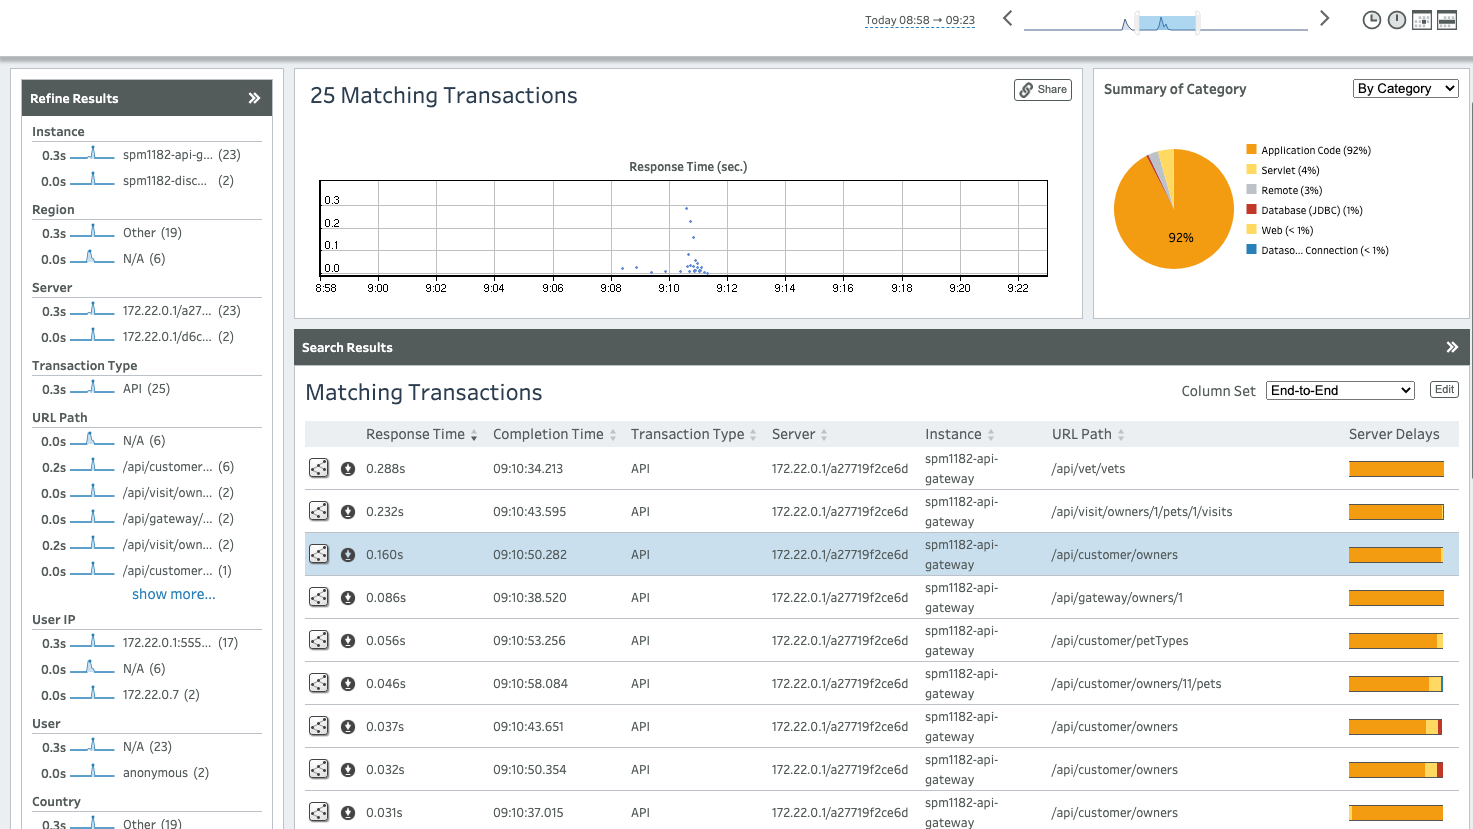 Today 08:58 → 09:23
Refine Results
Instance
0.3s spm1182-api-g... (23)
0.0s spm1182-disc... (2)
Region
0.3s Other (19)
0.0s N/A (6)
Server
0.3s 172.22.0.1/a27... (23)
0.0s 172.22.0.1/d6c... (2)
Transaction Type
0.3s API (25)
URL Path
0.0s N/A (6)
0.2s /api/customer... (6)
0.0s /api/visit/own... (2)
0.0s /api/gateway/... (2)
0.2s /api/visit/own... (2)
0.0s /api/customer... (1)
show more...
User IP
0.3s 172.22.0.1:555... (17)
0.0s N/A (6)
0.0s 172.22.0.7 (2)
User
0.3s N/A (23)
0.0s anonymous (2)
Country
0.3s Other (19)
25 Matching Transactions
Share
Response Time (sec.)
0.3
0.2
0.1
0.0
8:58 9:00 9:02 9:04 9:06 9:08 9:10 9:12 9:14 9:16 9:18 9:20 9:22
Summary of Category
By Category
92%
Application Code (92%)
Servlet (4%)
Remote (3%)
Database (JDBC) (1%)
Web (< 1%)
Dataso... Connection (< 1%)
Search Results
Matching Transactions
Column Set End-to-End Edit
Response Time Completion Time Transaction Type Server Instance URL Path Server Delays
0.288s 09:10:34.213 API 172.22.0.1/a27719f2ce6d spm1182-api-gateway /api/vet/vets
0.232s 09:10:43.595 API 172.22.0.1/a27719f2ce6d spm1182-api-gateway /api/visit/owners/1/pets/1/visits
0.160s 09:10:50.282 API 172.22.0.1/a27719f2ce6d spm1182-api-gateway /api/customer/owners
0.086s 09:10:38.520 API 172.22.0.1/a27719f2ce6d spm1182-api-gateway /api/gateway/owners/1
0.056s 09:10:53.256 API 172.22.0.1/a27719f2ce6d spm1182-api-gateway /api/customer/petTypes
0.046s 09:10:58.084 API 172.22.0.1/a27719f2ce6d spm1182-api-gateway /api/customer/owners/11/pets
0.037s 09:10:43.651 API 172.22.0.1/a27719f2ce6d spm1182-api-gateway /api/customer/owners
0.032s 09:10:50.354 API 172.22.0.1/a27719f2ce6d spm1182-api-gateway /api/customer/owners
0.031s 09:10:37.015 API 172.22.0.1/a27719f2ce6d spm1182-api-gateway /api/customer/owners